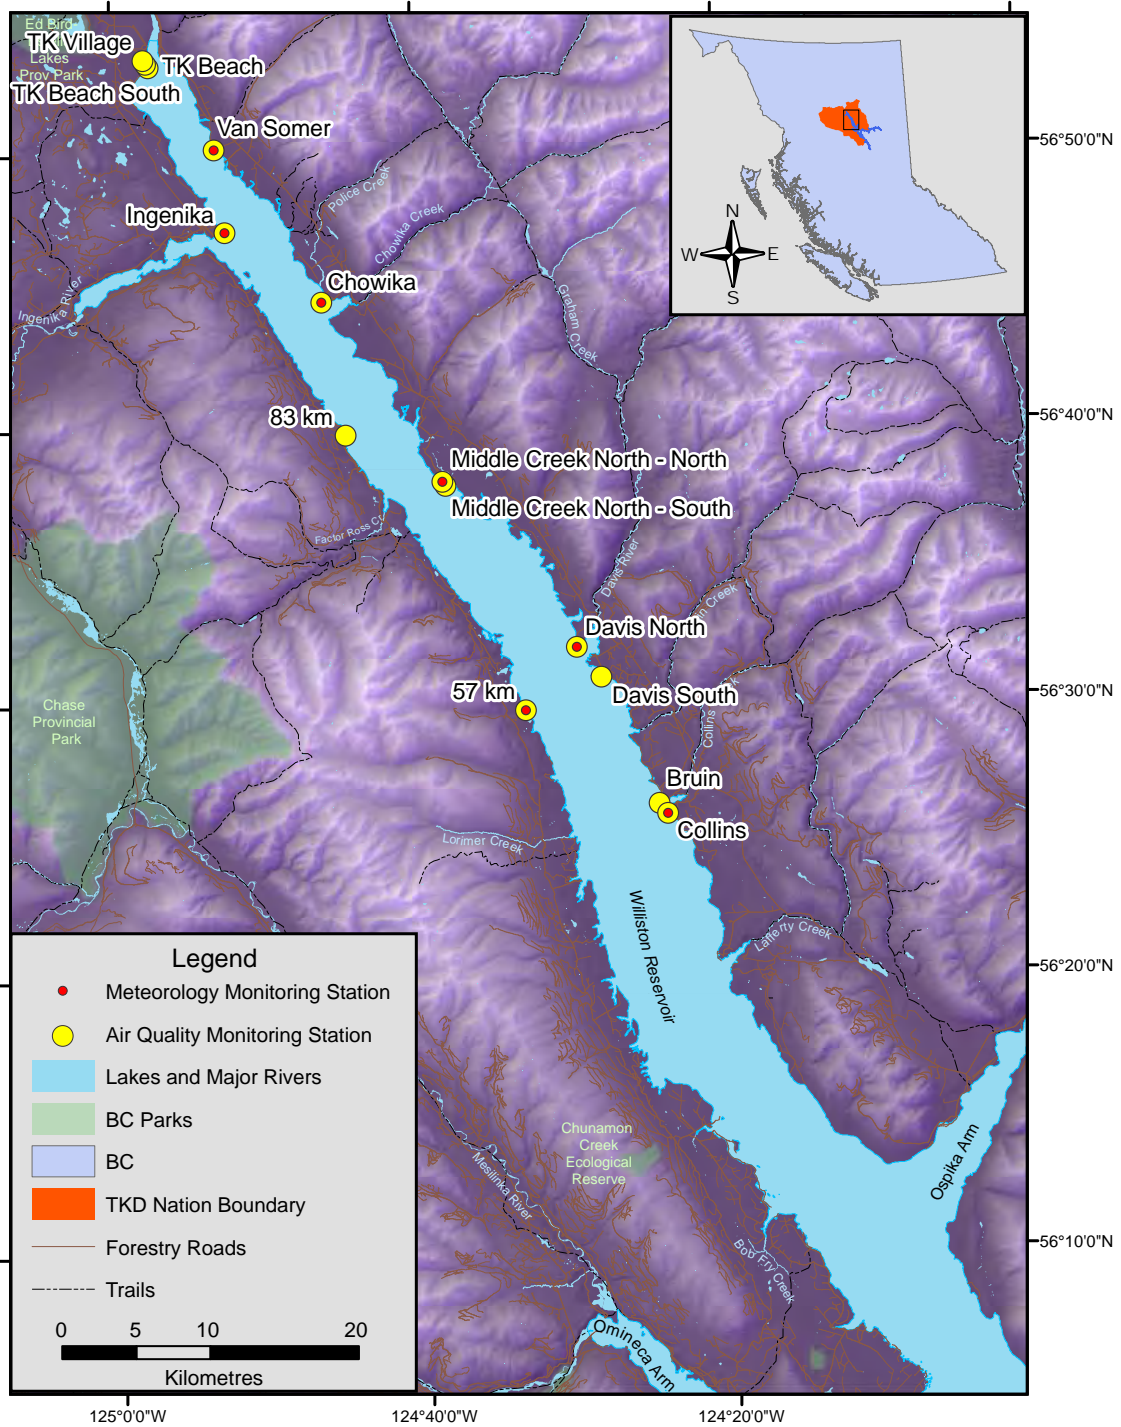 Ed Bird-
Lakes
Prov Park
TK Village
TK Beach
TK Beach South
Van Somer
Ingenika
Police Creek
Chowika Creek
Chowika
Ingenika River
Graham Creek
83 km
Middle Creek North - North
Middle Creek North - South
Factor Ross Cr.
Davis River
Creek
Davis North
Davis South
57 km
Collins
Chase
Provincial
Park
Bruin
Collins
Lorimer Creek
Williston Reservoir
Lafferty Creek
Chunamon
Creek
Ecological
Reserve
Mesilinka River
Ospika Arm
Bob Fry Creek
Omineca Arm
N
W
E
S
56°50'0"N
56°40'0"N
56°30'0"N
56°20'0"N
56°10'0"N
Legend
Meteorology Monitoring Station
Air Quality Monitoring Station
Lakes and Major Rivers
BC Parks
BC
TKD Nation Boundary
Forestry Roads
Trails
0 5 10 20
Kilometres
125°0'0"W
124°40'0"W
124°20'0"W